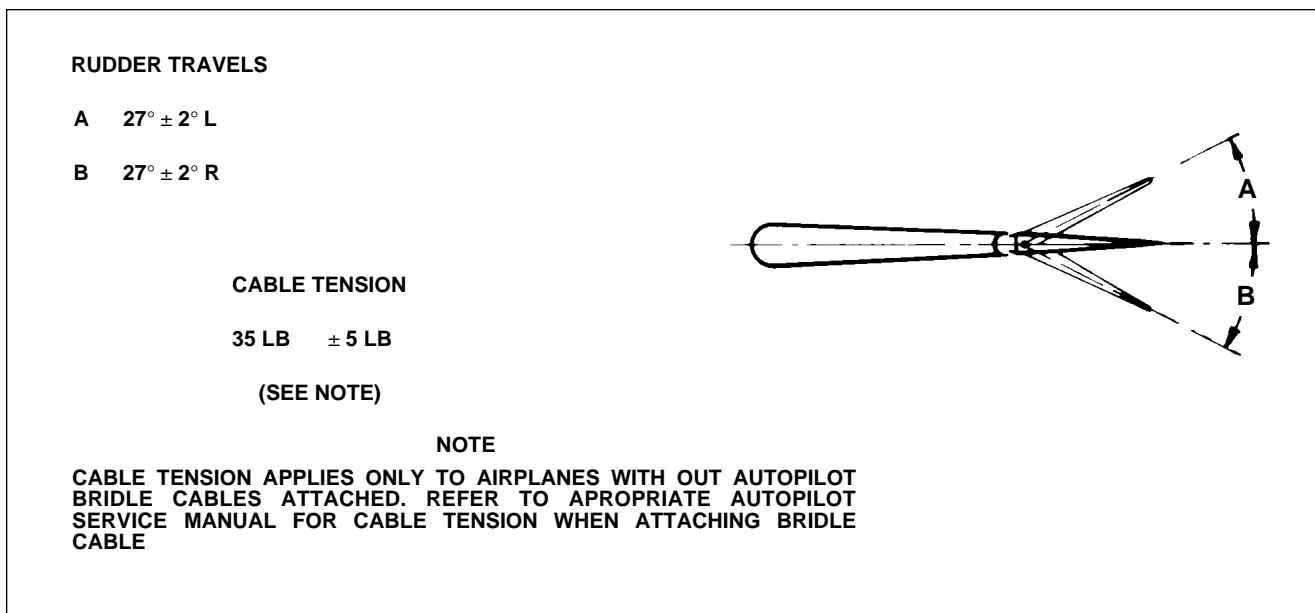 RUDDER TRAVELS
A 27° ± 2° L
B 27° ± 2° R
A
B
CABLE TENSION
35 LB ± 5 LB
(SEE NOTE)
NOTE
CABLE TENSION APPLIES ONLY TO AIRPLANES WITH OUT AUTOPILOT
BRIDLE CABLES ATTACHED. REFER TO APROPRIATE AUTOPILOT
SERVICE MANUAL FOR CABLE TENSION WHEN ATTACHING BRIDLE
CABLE